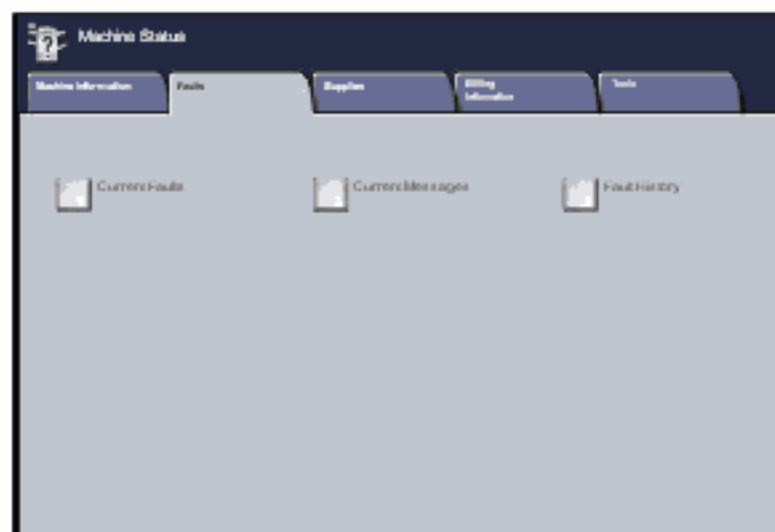 Machine Status
Machine Information
Faults
Supplies
Billing
Information
Tools
Current Faults
Current Messages
Fault History